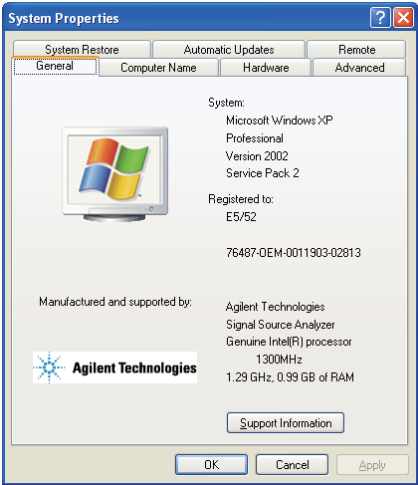 System Properties
System Restore
Automatic Updates
Remote
General
Computer Name
Hardware
Advanced
System:
Microsoft Windows XP
Professional
Version 2002
Service Pack 2
Registered to:
E5/52
76487-OEM-0011903-02813
Manufactured and supported by:
Agilent Technologies
Agilent Technologies
Signal Source Analyzer
Genuine Intel(R) processor
1300MHz
1.29 GHz, 0.99 GB of RAM
Support Information
OK
Cancel
Apply